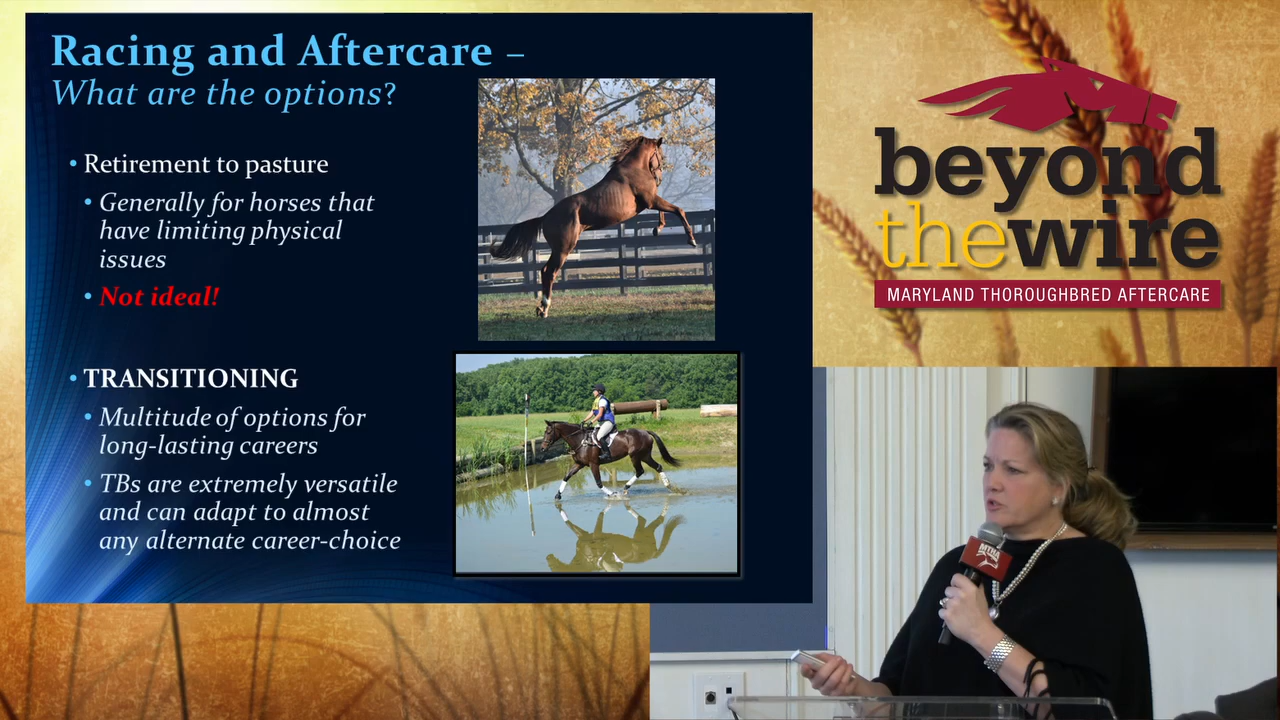 Racing and Aftercare –
What are the options?
• Retirement to pasture
• Generally for horses that
have limiting physical
issues
• Not ideal!
• TRANSITIONING
• Multitude of options for
long-lasting careers
• TBs are extremely versatile
and can adapt to almost
any alternate career-choice
beyond
thewire
MARYLAND THOROUGHBRED AFTERCARE
MTHA